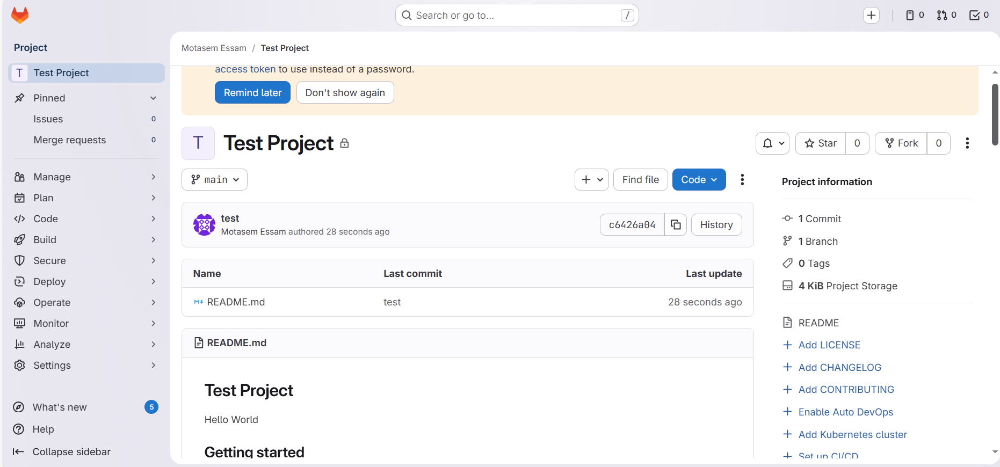 Search or go to...
/
0
0
0
Project
T
Test Project
Pinned
Issues
0
Merge requests
0
Manage
Plan
Code
Build
Secure
Deploy
Operate
Monitor
Analyze
Settings
What's new
5
Help
Collapse sidebar
Motasem Essam / Test Project
access token to use instead of a password.
Remind later
Don't show again
T
Test Project
Star
0
Fork
0
main
Find file
Code
test
Motasem Essam authored 28 seconds ago
c6426a04
History
Name
Last commit
Last update
README.md
test
28 seconds ago
README.md
Test Project
Hello World
Getting started
Project information
1 Commit
1 Branch
0 Tags
4 KiB Project Storage
README
Add LICENSE
Add CHANGELOG
Add CONTRIBUTING
Enable Auto DevOps
Add Kubernetes cluster
Set up CI/CD